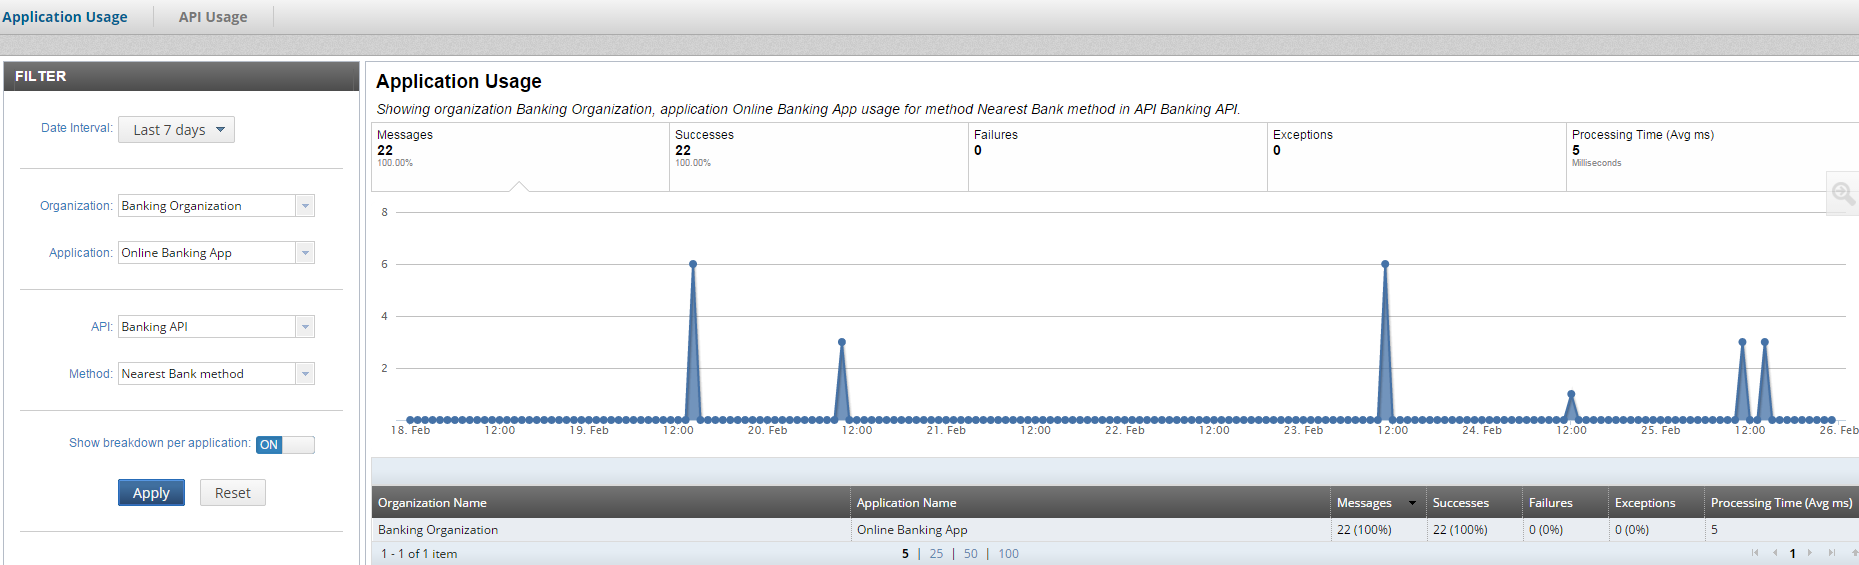 Application Usage API Usage
FILTER
Date Interval: Last 7 days
Organization: Banking Organization
Application: Online Banking App
API: Banking API
Method: Nearest Bank method
Show breakdown per application: ON
Apply Reset
Application Usage
Showing organization Banking Organization, application Online Banking App usage for method Nearest Bank method in API Banking API.
Messages Successes Failures Exceptions Processing Time (Avg ms)
22 22 0 0 5
100.00% 100.00% Milliseconds
8
6
4
2
18. Feb 12:00 19. Feb 12:00 20. Feb 12:00 21. Feb 12:00 22. Feb 12:00 23. Feb 12:00 24. Feb 12:00 25. Feb 12:00 26. Feb
Organization Name Application Name Messages Successes Failures Exceptions Processing Time (Avg ms)
Banking Organization Online Banking App 22 (100%) 22 (100%) 0 (0%) 0 (0%) 5
1 - 1 of 1 item 5 | 25 | 50 | 100 1